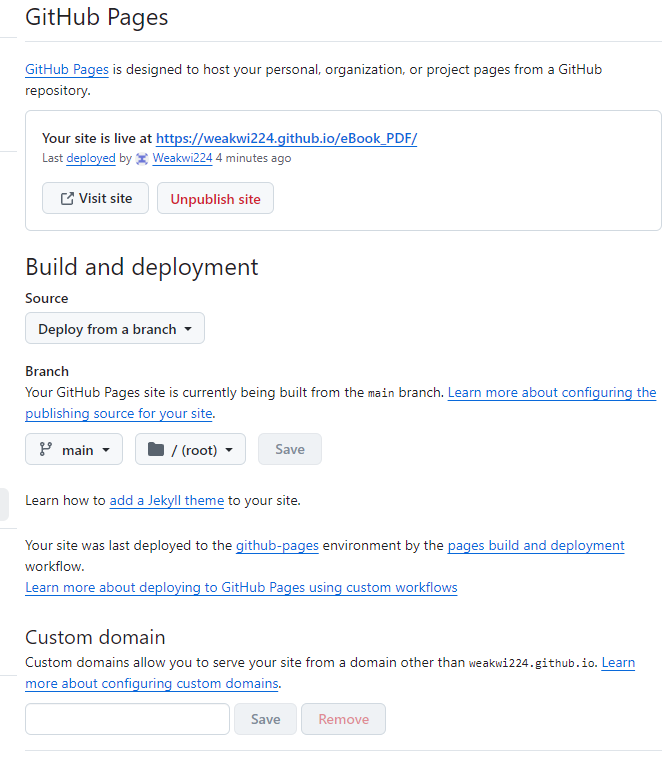 GitHub Pages
GitHub Pages is designed to host your personal, organization, or project pages from a GitHub
repository.
Your site is live at https://weakwi224.github.io/eBook_PDF/
Last deployed by Weakwi224 4 minutes ago
Visit site Unpublish site
Build and deployment
Source
Deploy from a branch
Branch
Your GitHub Pages site is currently being built from the main branch. Learn more about configuring the
publishing source for your site.
main / (root) Save
Learn how to add a Jekyll theme to your site.
Your site was last deployed to the github-pages environment by the pages build and deployment
workflow.
Learn more about deploying to GitHub Pages using custom workflows
Custom domain
Custom domains allow you to serve your site from a domain other than weakwi224.github.io. Learn
more about configuring custom domains.
Save Remove